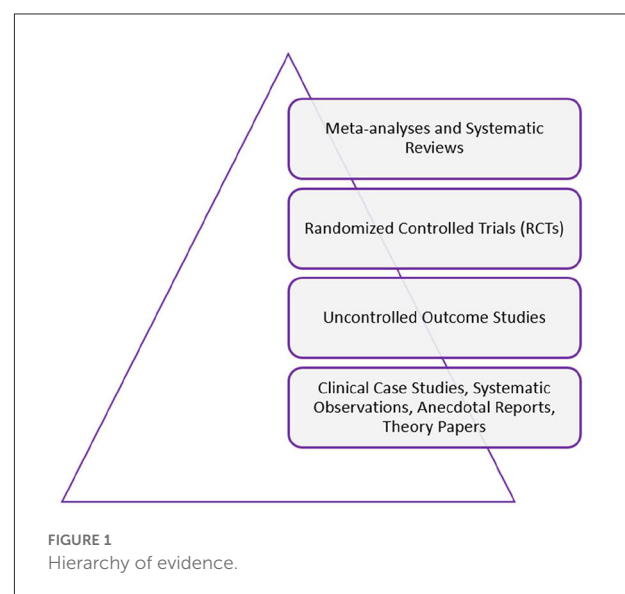 Meta-analyses and Systematic
Reviews
Randomized Controlled Trials (RCTs)
Uncontrolled Outcome Studies
Clinical Case Studies, Systematic
Observations, Anecdotal Reports,
Theory Papers
FIGURE 1
Hierarchy of evidence.